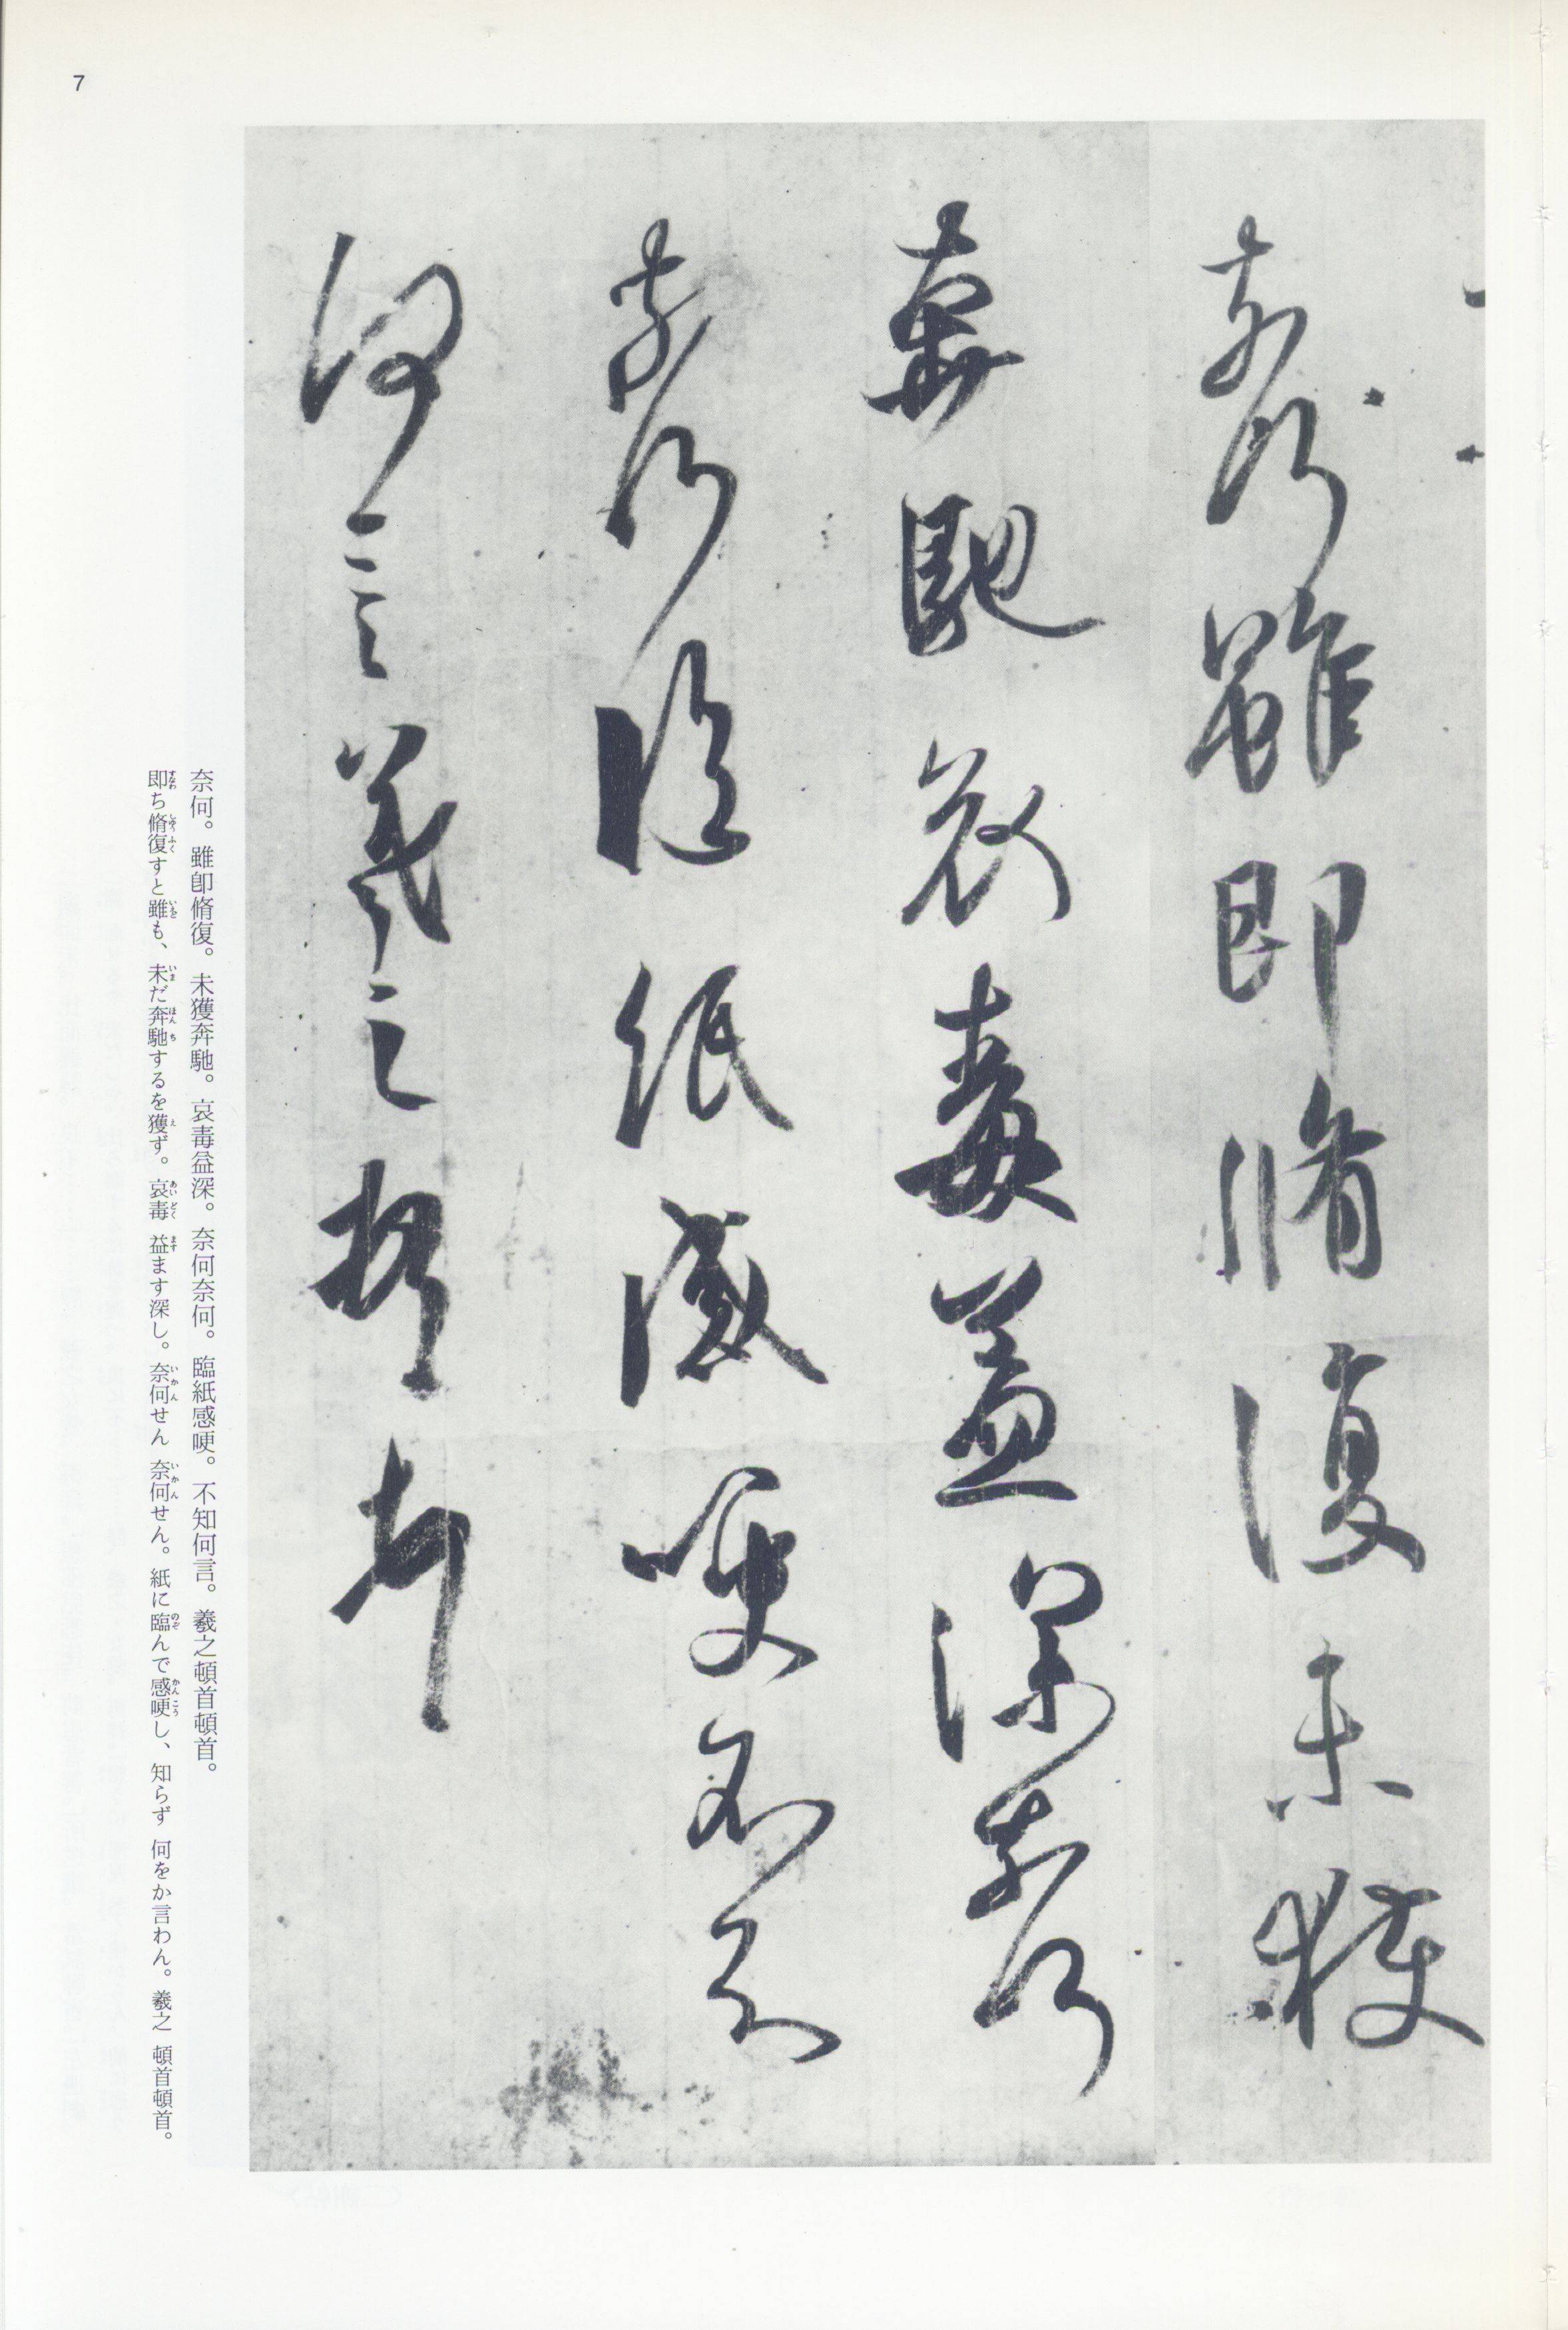 7
奈何雖即脩復未獲
奔馳哀毒益深奈何
奈何臨紙感哽不知
何言羲之頓首頓首
奈何。雖卽脩復。未獲奔馳。哀毒益深。奈何奈何。臨紙感哽。不知何言。羲之頓首頓首。
即ち脩復すと雖も、未だ奔馳するを獲ず。哀毒 益ます深し。奈何せん 奈何せん。紙に臨んで感哽し、知らず 何をか言わん。羲之 頓首頓首。